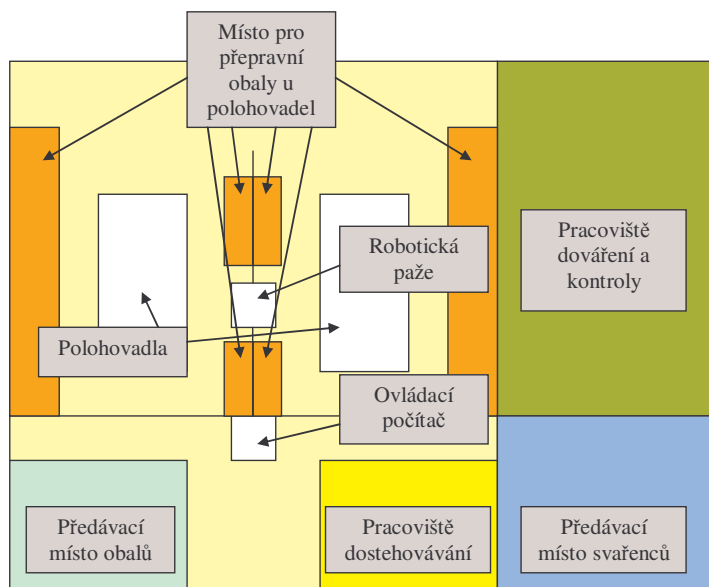 Místo pro
přepravní
obaly u
polohovadel
Robotická
paže
Pracoviště
dováření a
kontroly
Polohovadla
Ovládací
počítač
Předávací
místo obalů
Pracoviště
dostehovávání
Předávací
místo svařenců